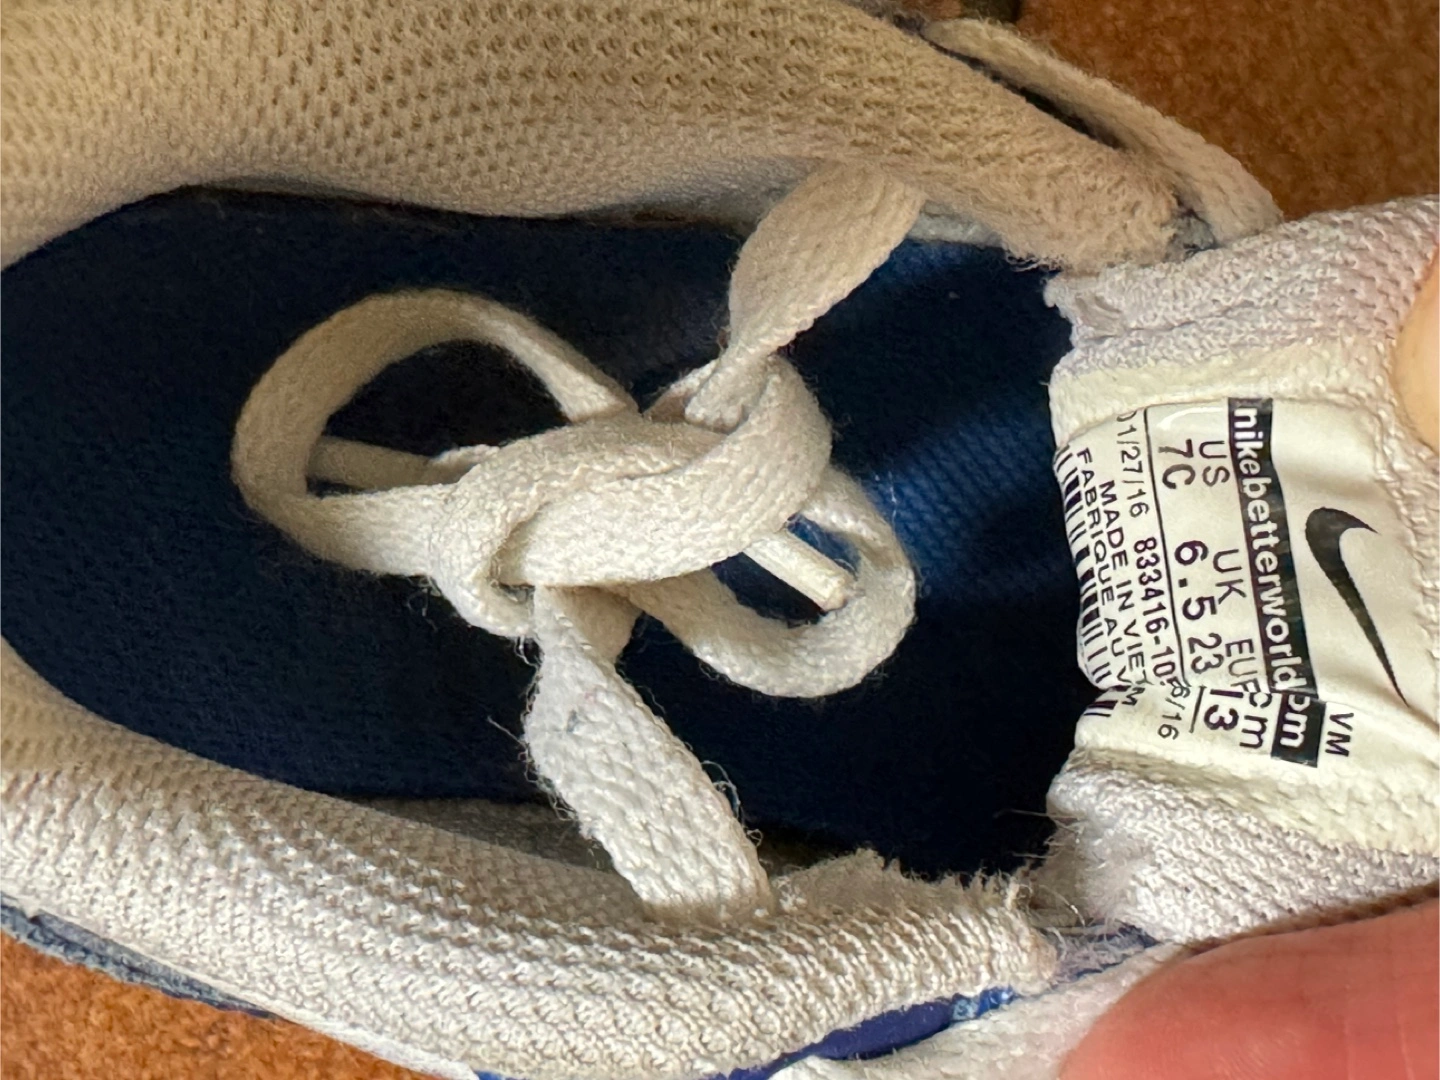 VM
nikebetterworld
US UK EUR cm
7C 6.5 23 13
01/27/16 833416-10
MADE IN VIETNAM
FABRIQUE AU